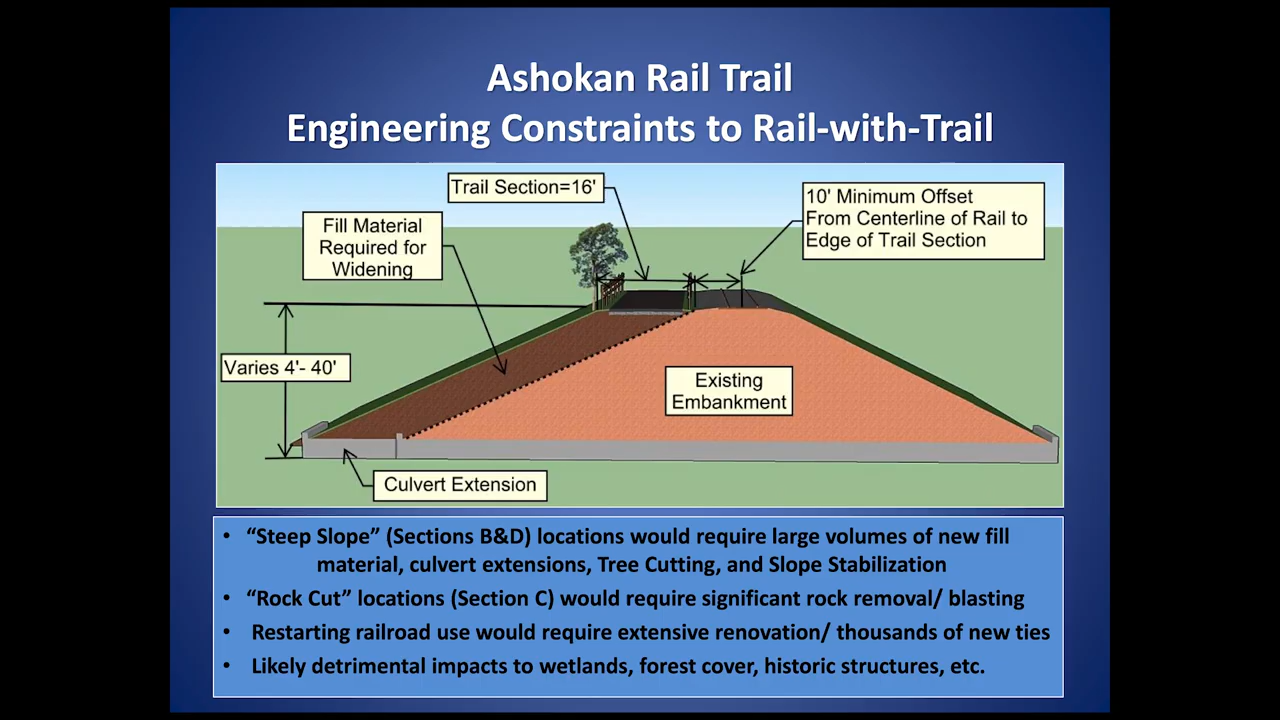 Ashokan Rail Trail
Engineering Constraints to Rail-with-Trail
Trail Section=16'
10' Minimum Offset
From Centerline of Rail to
Edge of Trail Section
Fill Material
Required for
Widening
Varies 4'- 40'
Existing
Embankment
Culvert Extension
• “Steep Slope” (Sections B&D) locations would require large volumes of new fill
material, culvert extensions, Tree Cutting, and Slope Stabilization
• “Rock Cut” locations (Section C) would require significant rock removal/ blasting
• Restarting railroad use would require extensive renovation/ thousands of new ties
• Likely detrimental impacts to wetlands, forest cover, historic structures, etc.